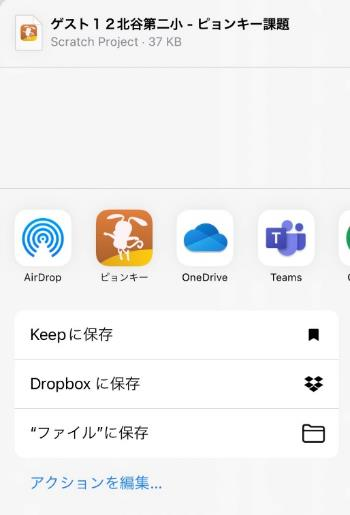 ゲスト１２北谷第二小 - ピョンキー課題
Scratch Project · 37 KB
AirDrop
ピョンキー
OneDrive
Teams
Keepに保存
Dropbox に保存
“ファイル”に保存
アクションを編集...